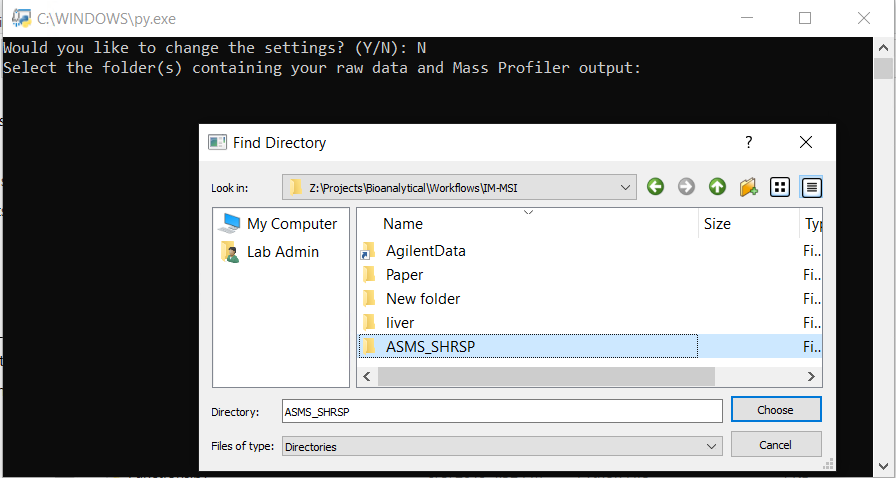 C:\WINDOWS\py.exe
Would you like to change the settings? (Y/N): N
Select the folder(s) containing your raw data and Mass Profiler output:
Find Directory
?
Look in: Z:\Projects\Bioanalytical\Workflows\IM-MSI
My Computer
Lab Admin
Name Size Typ
AgilentData Fi...
Paper Fi...
New folder Fi...
liver Fi...
ASMS_SHRSP Fi...
Directory: ASMS_SHRSP Choose
Files of type: Directories Cancel